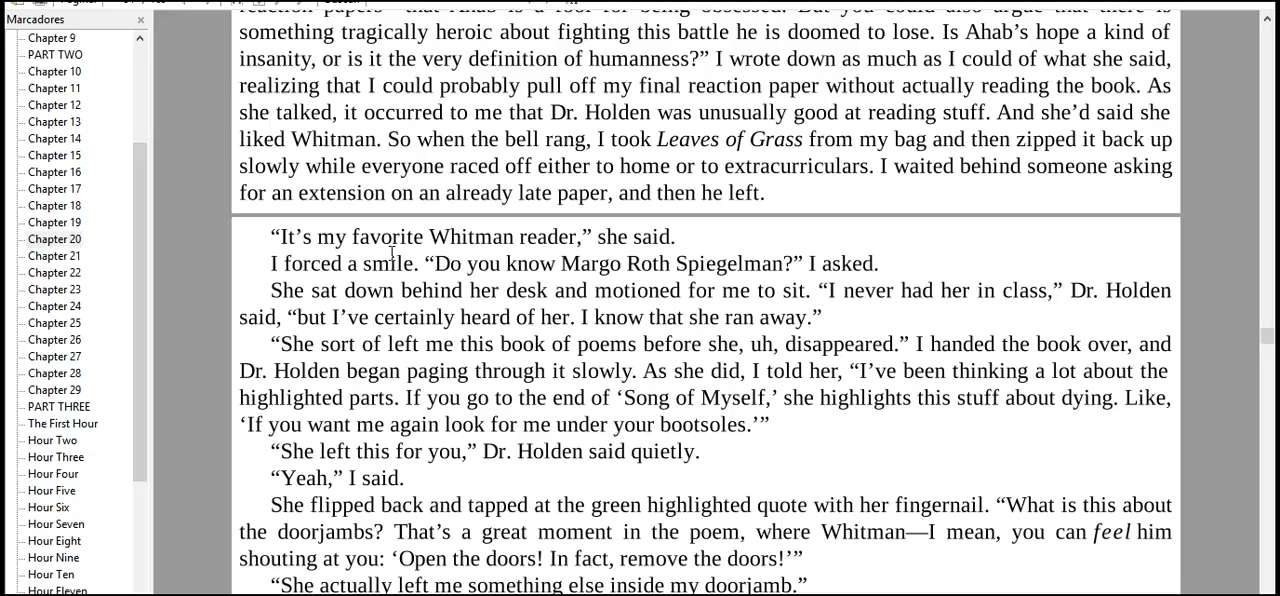 Marcadores
Chapter 9
PART TWO
Chapter 10
Chapter 11
Chapter 12
Chapter 13
Chapter 14
Chapter 15
Chapter 16
Chapter 17
Chapter 18
Chapter 19
Chapter 20
Chapter 21
Chapter 22
Chapter 23
Chapter 24
Chapter 25
Chapter 26
Chapter 27
Chapter 28
Chapter 29
PART THREE
The First Hour
Hour Two
Hour Three
Hour Four
Hour Five
Hour Six
Hour Seven
Hour Eight
Hour Nine
Hour Ten
Hour Eleven
reaction papers—that Ahab is a fool for being obsessed. But you could also argue that there is
something tragically heroic about fighting this battle he is doomed to lose. Is Ahab’s hope a kind of
insanity, or is it the very definition of humanness?” I wrote down as much as I could of what she said,
realizing that I could probably pull off my final reaction paper without actually reading the book. As
she talked, it occurred to me that Dr. Holden was unusually good at reading stuff. And she’d said she
liked Whitman. So when the bell rang, I took Leaves of Grass from my bag and then zipped it back up
slowly while everyone raced off either to home or to extracurriculars. I waited behind someone asking
for an extension on an already late paper, and then he left.
“It’s my favorite Whitman reader,” she said.
I forced a smile. “Do you know Margo Roth Spiegelman?” I asked.
She sat down behind her desk and motioned for me to sit. “I never had her in class,” Dr. Holden
said, “but I’ve certainly heard of her. I know that she ran away.”
“She sort of left me this book of poems before she, uh, disappeared.” I handed the book over, and
Dr. Holden began paging through it slowly. As she did, I told her, “I’ve been thinking a lot about the
highlighted parts. If you go to the end of ‘Song of Myself,’ she highlights this stuff about dying. Like,
‘If you want me again look for me under your bootsoles.’”
“She left this for you,” Dr. Holden said quietly.
“Yeah,” I said.
She flipped back and tapped at the green highlighted quote with her fingernail. “What is this about
the doorjambs? That’s a great moment in the poem, where Whitman—I mean, you can feel him
shouting at you: ‘Open the doors! In fact, remove the doors!’”
“She actually left me something else inside my doorjamb.”